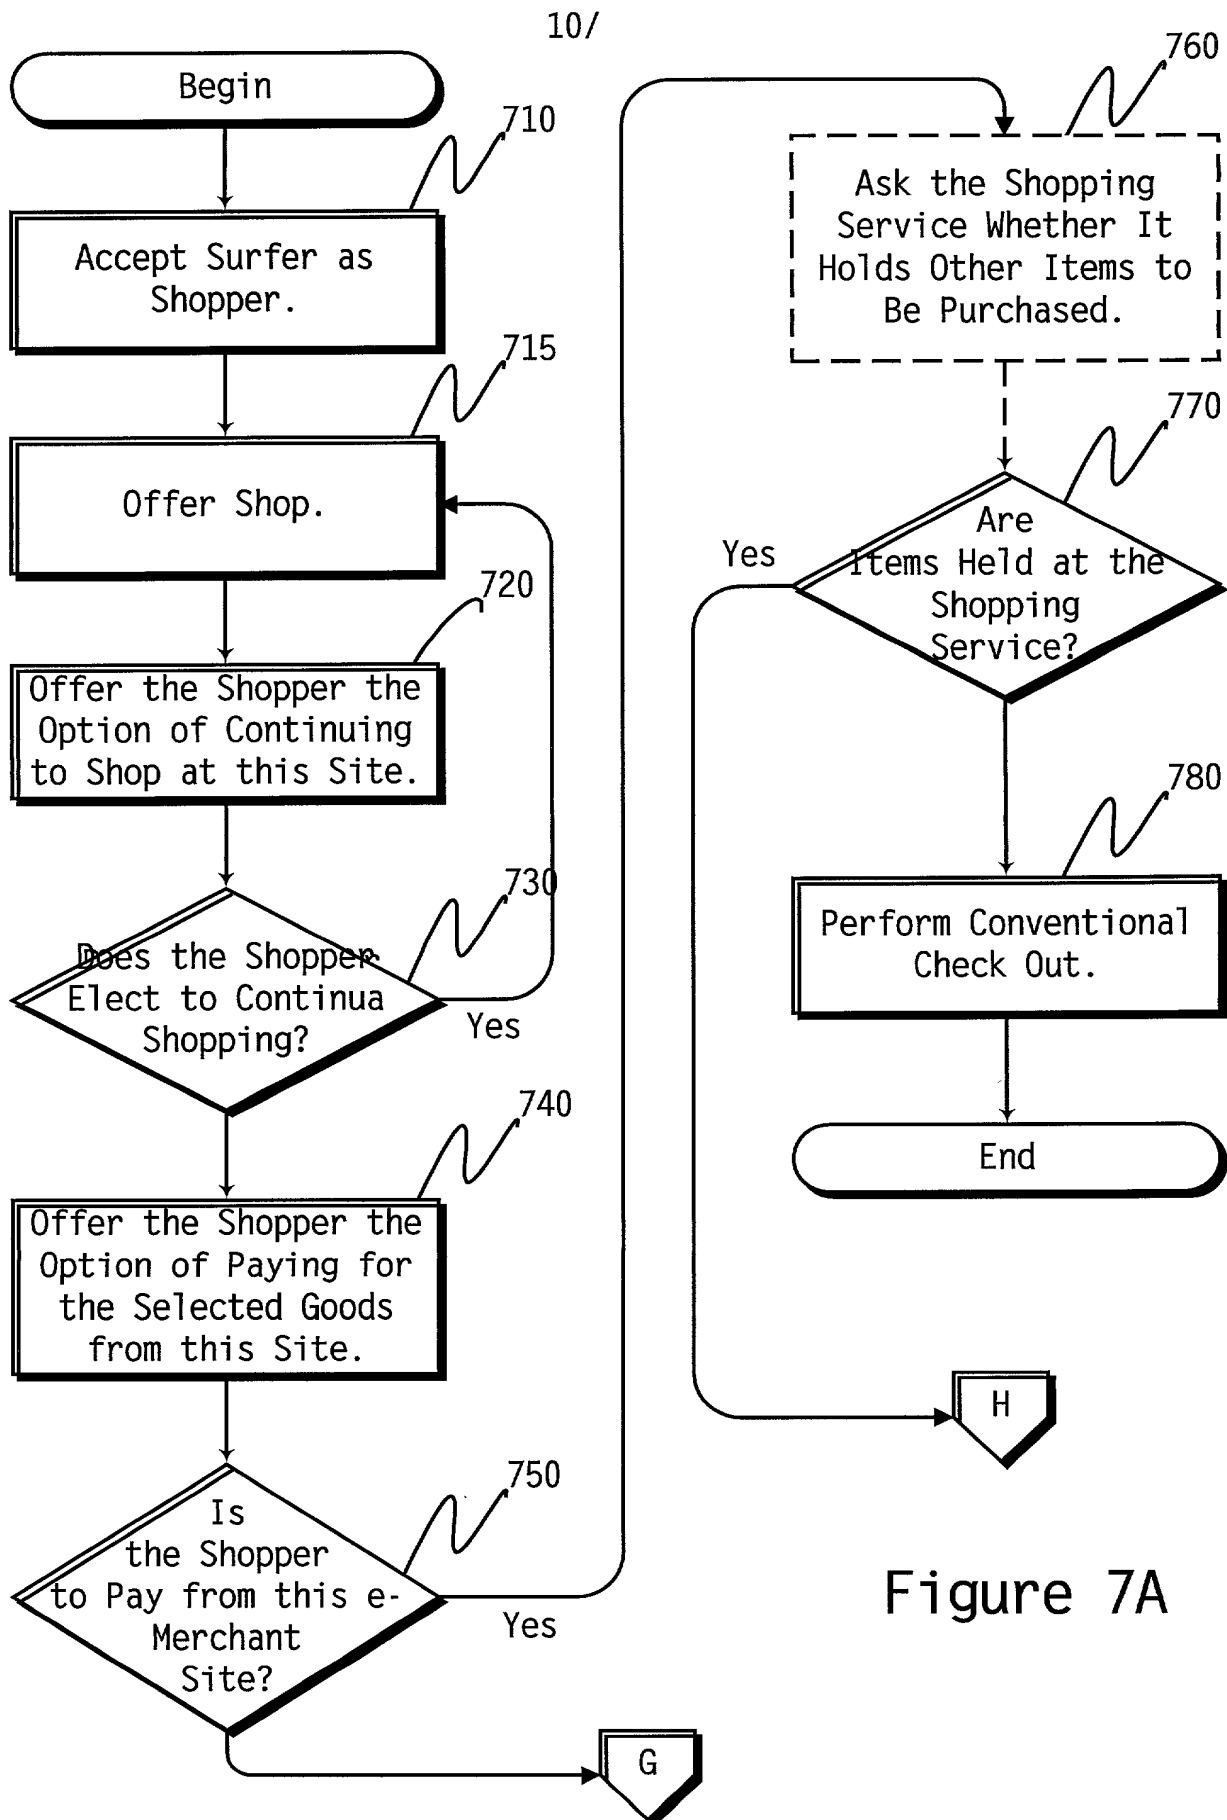 10/
Begin
710
Accept Surfer as
Shopper.
715
Offer Shop.
720
Offer the Shopper the
Option of Continuing
to Shop at this Site.
730
Does the Shopper
Elect to Continua
Shopping?
Yes
740
Offer the Shopper the
Option of Paying for
the Selected Goods
from this Site.
750
Is
the Shopper
to Pay from this e-
Merchant
Site?
Yes
G
760
Ask the Shopping
Service Whether It
Holds Other Items to
Be Purchased.
770
Are
Items Held at the
Shopping
Service?
Yes
780
Perform Conventional
Check Out.
End
H
Figure 7A